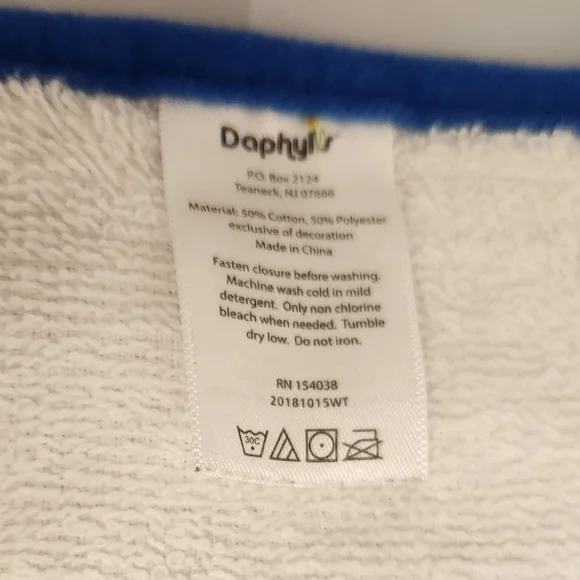 Daphyl's
P.O. Box 2124
Teaneck, NJ 07666
Material: 50% Cotton, 50% Polyester
exclusive of decoration
Made in China
Fasten closure before washing.
Machine wash cold in mild
detergent. Only non chlorine
bleach when needed. Tumble
dry low. Do not iron.
RN 154038
20181015WT
30C